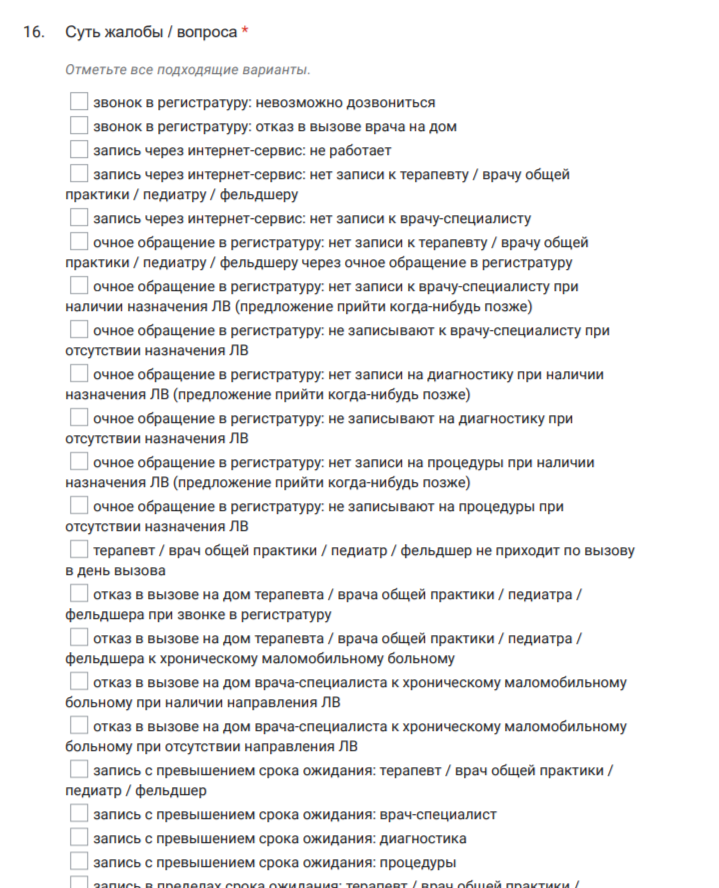 16. Суть жалобы / вопроса *
Отметьте все подходящие варианты.
звонок в регистратуру: невозможно дозвониться
звонок в регистратуру: отказ в вызове врача на дом
запись через интернет-сервис: не работает
запись через интернет-сервис: нет записи к терапевту / врачу общей
практики / педиатру / фельдшеру
запись через интернет-сервис: нет записи к врачу-специалисту
очное обращение в регистратуру: нет записи к терапевту / врачу общей
практики / педиатру / фельдшеру через очное обращение в регистратуру
очное обращение в регистратуру: нет записи к врачу-специалисту при
наличии назначения ЛВ (предложение прийти когда-нибудь позже)
очное обращение в регистратуру: не записывают к врачу-специалисту при
отсутствии назначения ЛВ
очное обращение в регистратуру: нет записи на диагностику при наличии
назначения ЛВ (предложение прийти когда-нибудь позже)
очное обращение в регистратуру: не записывают на диагностику при
отсутствии назначения ЛВ
очное обращение в регистратуру: нет записи на процедуры при наличии
назначения ЛВ (предложение прийти когда-нибудь позже)
очное обращение в регистратуру: не записывают на процедуры при
отсутствии назначения ЛВ
терапевт / врач общей практики / педиатр / фельдшер не приходит по вызову
в день вызова
отказ в вызове на дом терапевта / врача общей практики / педиатра /
фельдшера при звонке в регистратуру
отказ в вызове на дом терапевта / врача общей практики / педиатра /
фельдшера к хроническому маломобильному больному
отказ в вызове на дом врача-специалиста к хроническому маломобильному
больному при наличии направления ЛВ
отказ в вызове на дом врача-специалиста к хроническому маломобильному
больному при отсутствии направления ЛВ
запись с превышением срока ожидания: терапевт / врач общей практики /
педиатр / фельдшер
запись с превышением срока ожидания: врач-специалист
запись с превышением срока ожидания: диагностика
запись с превышением срока ожидания: процедуры
запись в пределах срока ожидания: терапевт / врач общей практики /